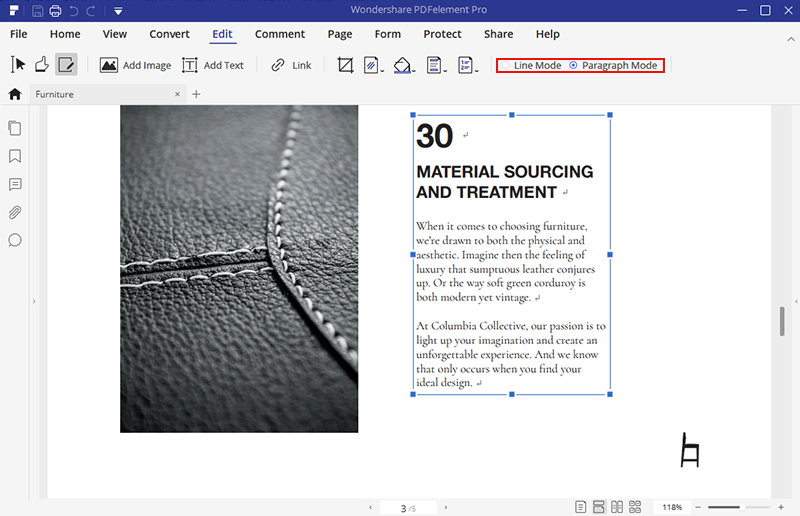 Wondershare PDFelement Pro
File Home View Convert Edit Comment Page Form Protect Share Help
Add Image Add Text Link Line Mode Paragraph Mode
Furniture
30
MATERIAL SOURCING
AND TREATMENT
When it comes to choosing furniture,
we're drawn to both the physical and
aesthetic. Imagine then the feeling of
luxury that sumptuous leather conjures
up. Or the way soft green corduroy is
both modern yet vintage.
At Columbia Collective, our passion is to
light up your imagination and create an
unforgettable experience. And we know
that only occurs when you find your
ideal design.
3 /5
118%